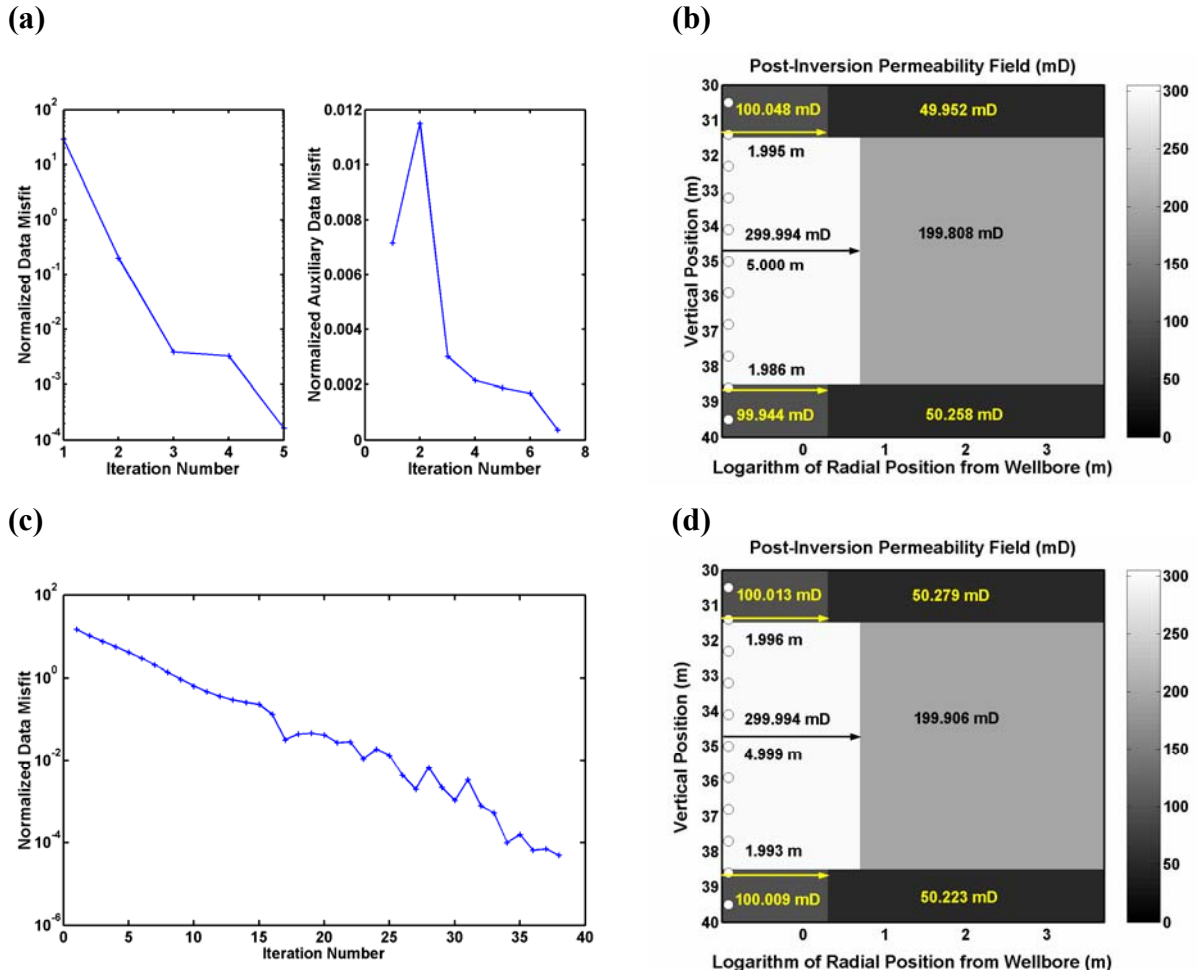 (a)
10^2
10^1
10^0
10^-1
10^-2
10^-3
10^-4
Normalized Data Misfit
1
2
3
4
5
Iteration Number
0.012
0.01
0.008
0.006
0.004
0.002
0
Normalized Auxiliary Data Misfit
0
2
4
6
8
Iteration Number
(b)
Post-Inversion Permeability Field (mD)
30
31
32
33
34
35
36
37
38
39
40
Vertical Position (m)
100.048 mD
49.952 mD
1.995 m
299.994 mD
199.808 mD
5.000 m
1.986 m
99.944 mD
50.258 mD
0
1
2
3
Logarithm of Radial Position from Wellbore (m)
300
250
200
150
100
50
0
(c)
10^2
10^0
10^-2
10^-4
10^-6
Normalized Data Misfit
0
5
10
15
20
25
30
35
40
Iteration Number
(d)
Post-Inversion Permeability Field (mD)
30
31
32
33
34
35
36
37
38
39
40
Vertical Position (m)
100.013 mD
50.279 mD
1.996 m
299.994 mD
199.906 mD
4.999 m
1.993 m
100.009 mD
50.223 mD
0
1
2
3
Logarithm of Radial Position from Wellbore (m)
300
250
200
150
100
50
0